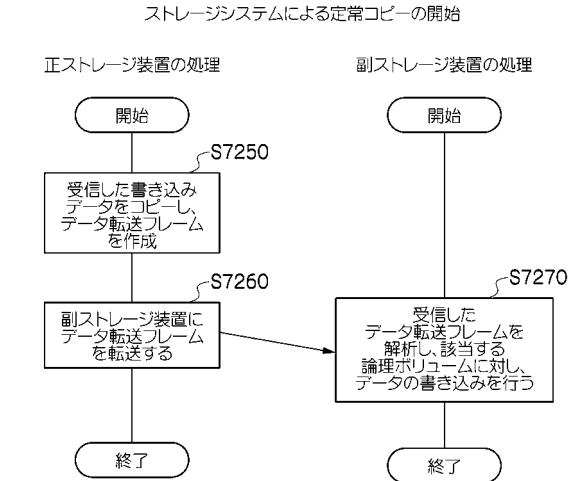 ストレージシステムによる定常コピーの開始
正ストレージ装置の処理
副ストレージ装置の処理
開始
開始
S7250
受信した書き込み
データをコピーし、
データ転送フレーム
を作成
S7260
副ストレージ装置に
データ転送フレーム
を転送する
S7270
受信した
データ転送フレームを
解析し、該当する
論理ボリュームに対し、
データの書き込みを行う
終了
終了